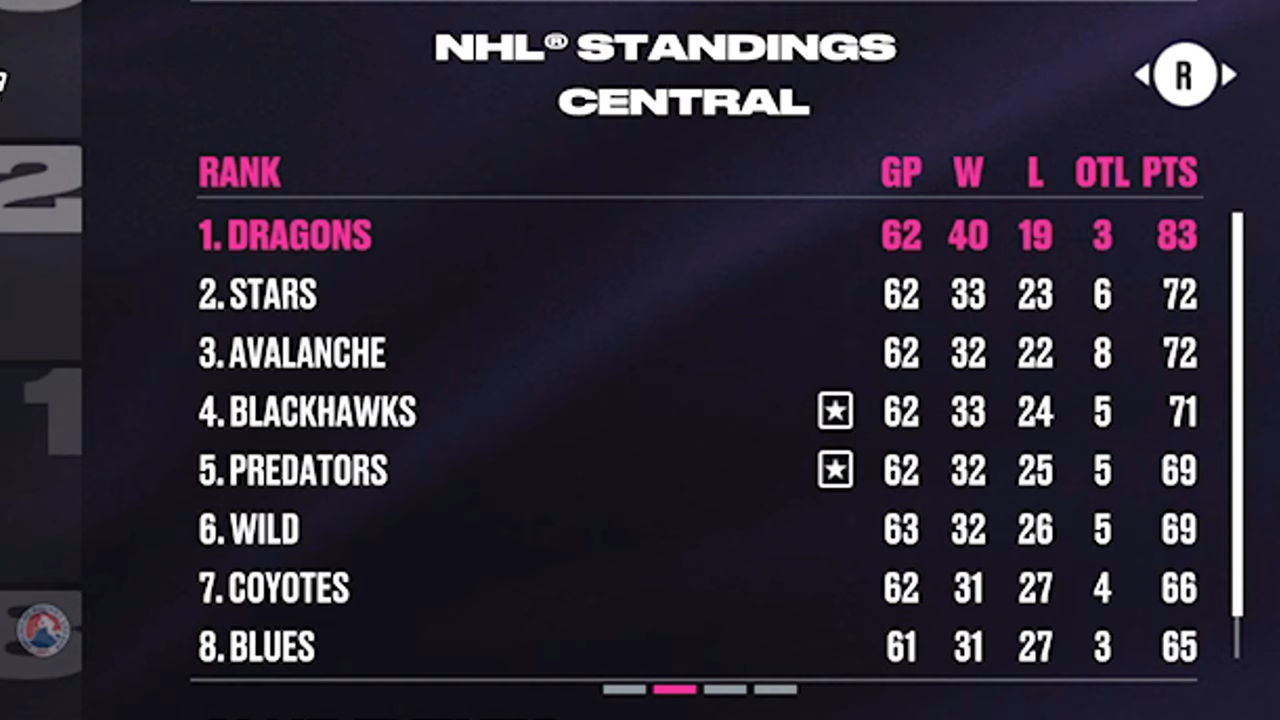 NHL® STANDINGS
CENTRAL
R
RANK GP W L OTL PTS
1. DRAGONS 62 40 19 3 83
2. STARS 62 33 23 6 72
3. AVALANCHE 62 32 22 8 72
4. BLACKHAWKS 62 33 24 5 71
5. PREDATORS 62 32 25 5 69
6. WILD 63 32 26 5 69
7. COYOTES 62 31 27 4 66
8. BLUES 61 31 27 3 65
2
1